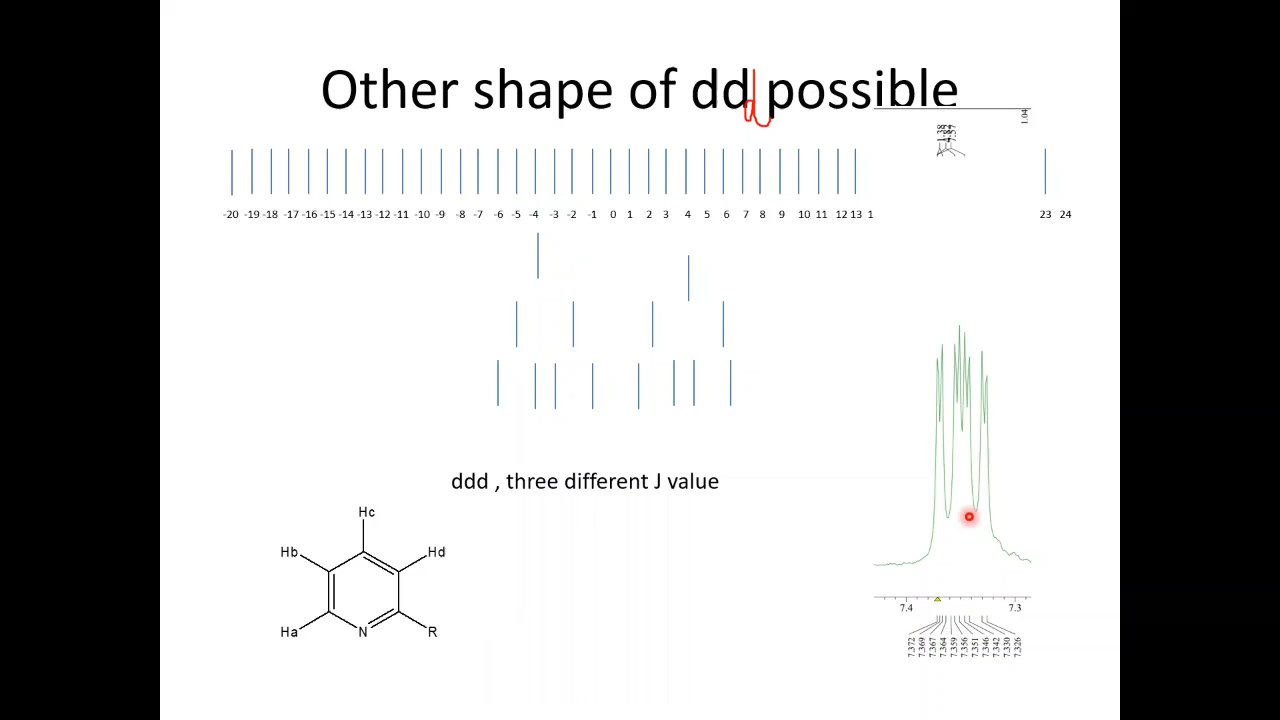 Other shape of dd possible
d
1.04
-20 -19 -18 -17 -16 -15 -14 -13 -12 -11 -10 -9 -8 -7 -6 -5 -4 -3 -2 -1 0 1 2 3 4 5 6 7 8 9 10 11 12 13 1 23 24
ddd , three different J value
Hc
Hb Hd
Ha N R
7.4 7.3
7.372 7.369 7.367 7.364 7.359 7.356 7.351 7.346 7.342 7.330 7.326